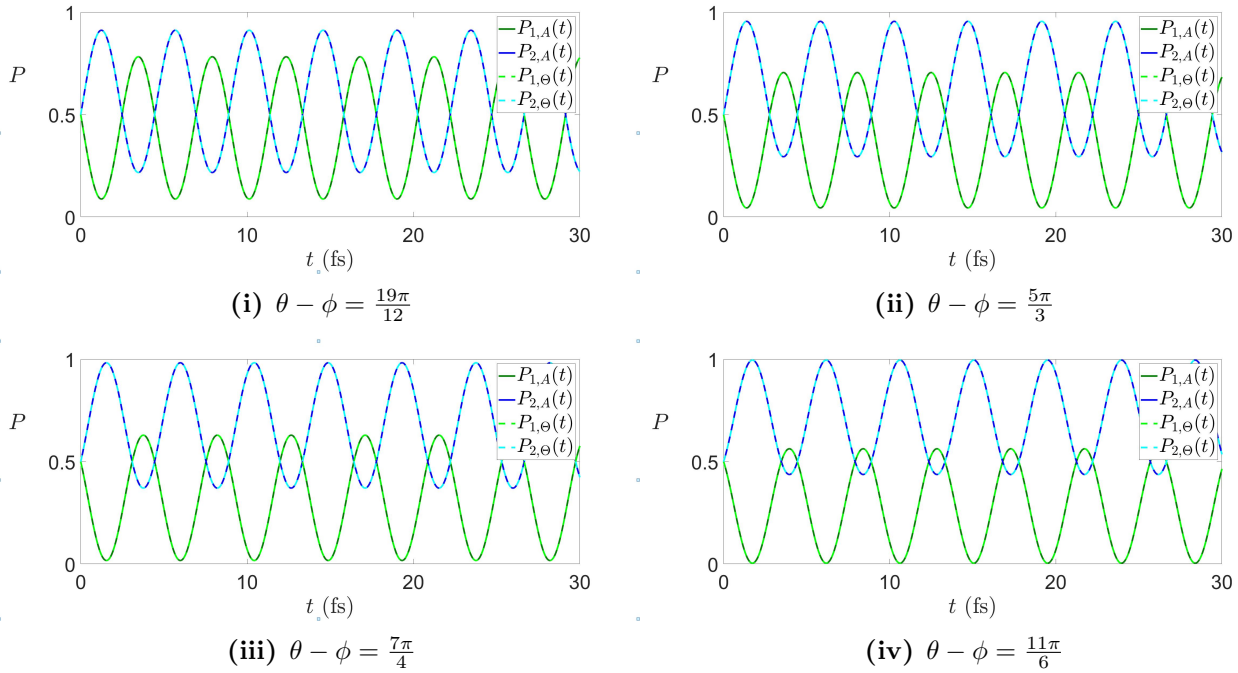 1
P
0.5
0
0 10 20 30
t (fs)
P₁,A(t)
P₂,A(t)
P₁,Θ(t)
P₂,Θ(t)
(i) θ − ϕ = 19π/12
1
P
0.5
0
0 10 20 30
t (fs)
P₁,A(t)
P₂,A(t)
P₁,Θ(t)
P₂,Θ(t)
(ii) θ − ϕ = 5π/3
1
P
0.5
0
0 10 20 30
t (fs)
P₁,A(t)
P₂,A(t)
P₁,Θ(t)
P₂,Θ(t)
(iii) θ − ϕ = 7π/4
1
P
0.5
0
0 10 20 30
t (fs)
P₁,A(t)
P₂,A(t)
P₁,Θ(t)
P₂,Θ(t)
(iv) θ − ϕ = 11π/6